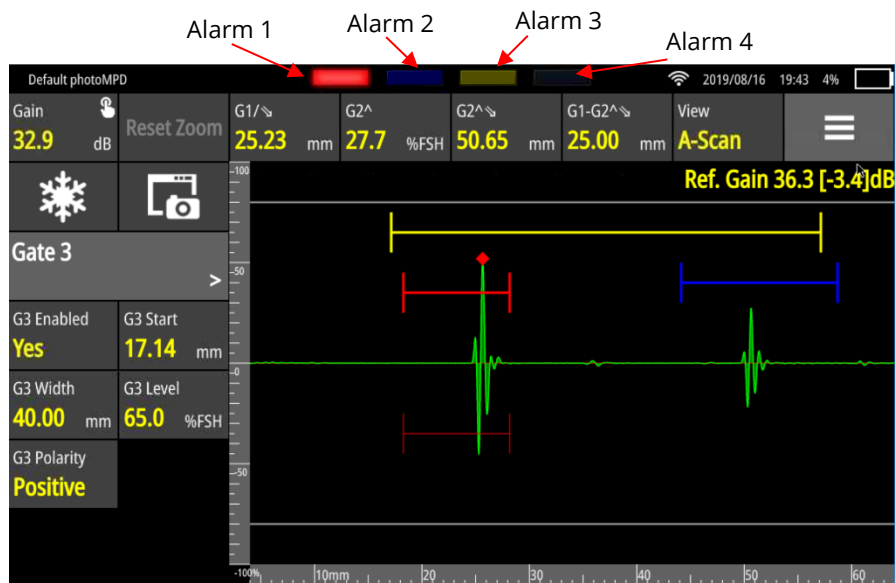 Alarm 1
Alarm 2
Alarm 3
Alarm 4
Default photoMPD
2019/08/16 19:43 4%
Gain
32.9 dB
Reset Zoom
G1/⇘
25.23 mm
G2^
27.7 %FSH
G2^⇘
50.65 mm
G1-G2^⇘
25.00 mm
View
A-Scan
Ref. Gain 36.3 [-3.4]dB
Gate 3
>
G3 Enabled
Yes
G3 Start
17.14 mm
G3 Width
40.00 mm
G3 Level
65.0 %FSH
G3 Polarity
Positive
-100
-50
-0
-50
-100%
10mm
20
30
40
50
60